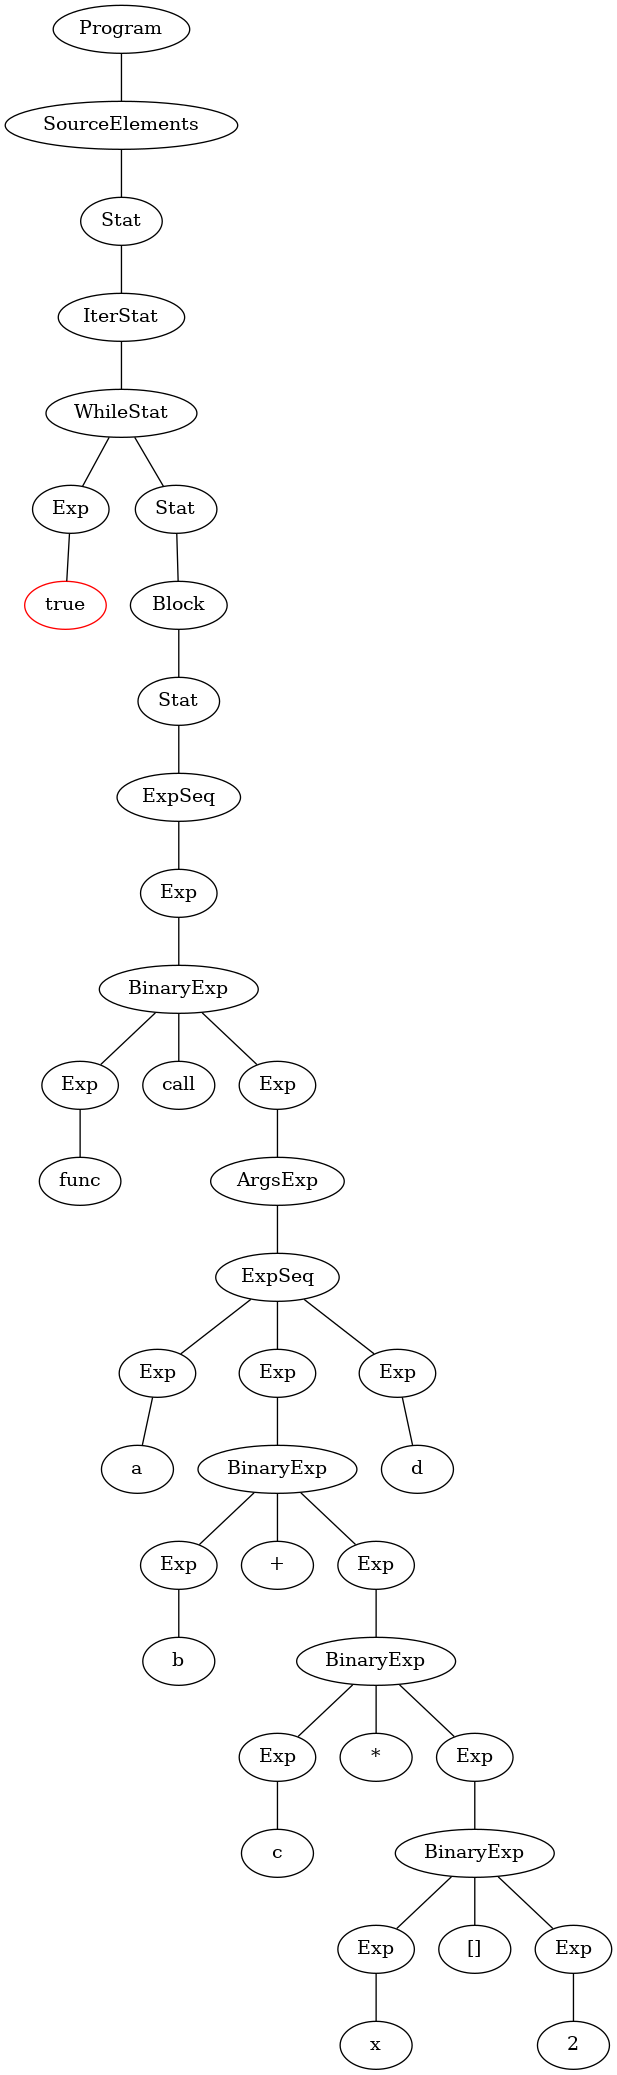 Program
SourceElements
Stat
IterStat
WhileStat
Exp Stat
true Block
Stat
ExpSeq
Exp
BinaryExp
Exp call Exp
func ArgsExp
ExpSeq
Exp Exp Exp
a BinaryExp d
Exp + Exp
b BinaryExp
Exp * Exp
c BinaryExp
Exp [] Exp
x 2